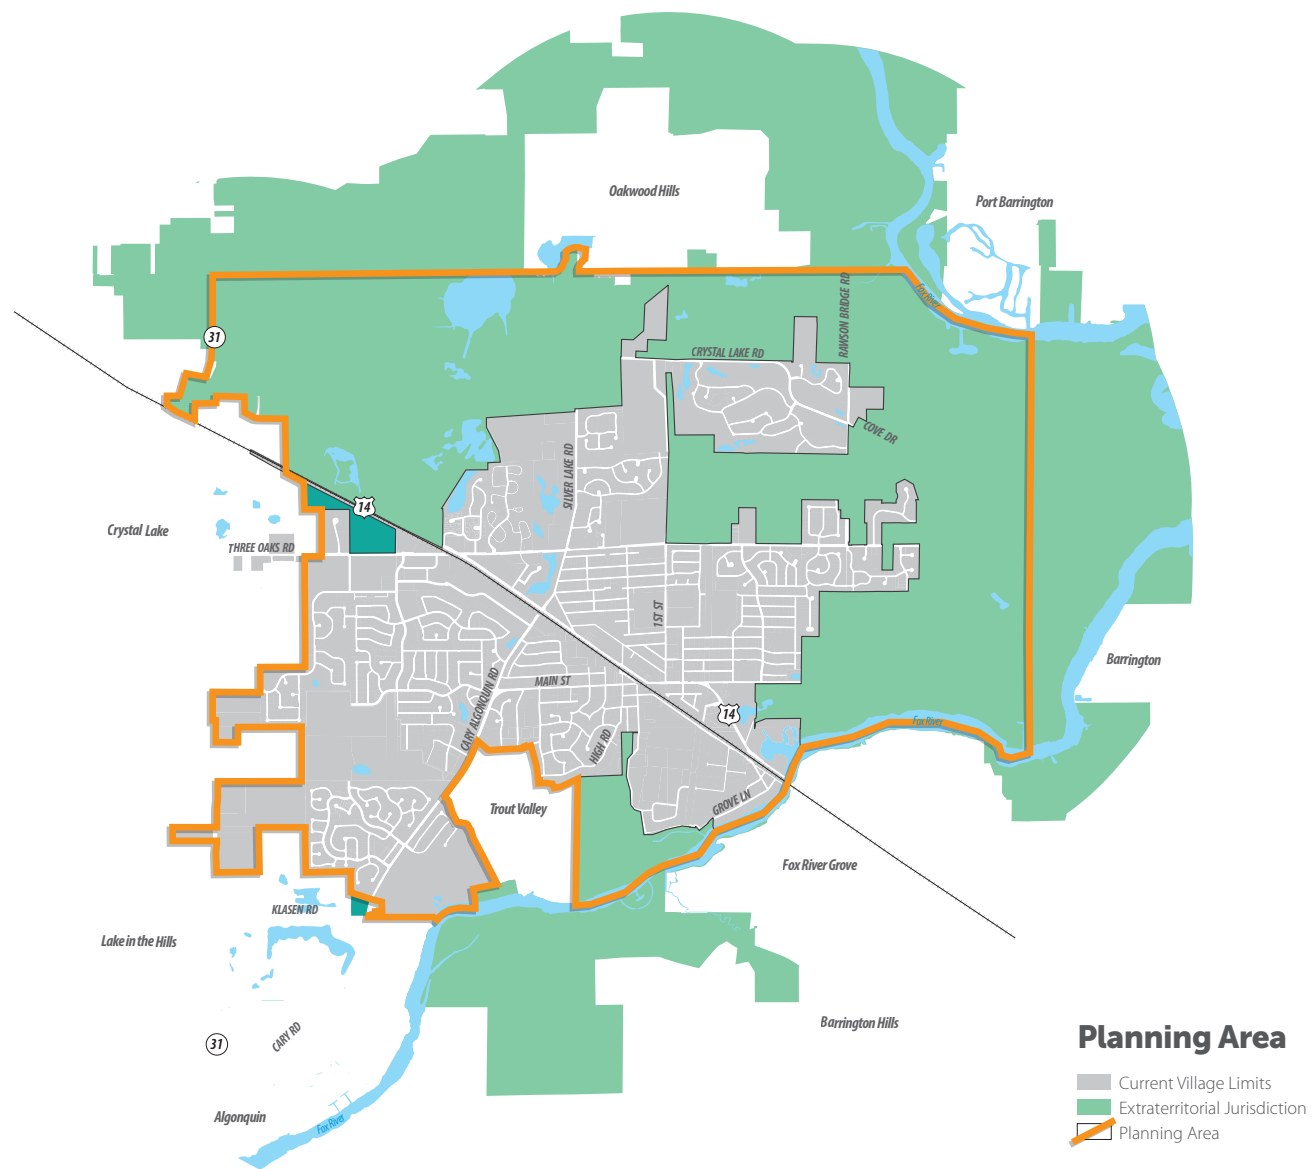 Oakwood Hills
Port Barrington
Fox River
RAWSON BRIDGE RD
31
CRYSTAL LAKE RD
COVE DR
SILVER LAKE RD
14
Crystal Lake
THREE OAKS RD
1ST ST
Barrington
MAIN ST
CARY ALGONQUIN RD
14
Fox River
HIGH RD
Trout Valley
GROVE LN
Fox River Grove
KLASEN RD
Lake in the Hills
Barrington Hills
31
CARY RD
Algonquin
Fox River
Planning Area
Current Village Limits
Extraterritorial Jurisdiction
Planning Area